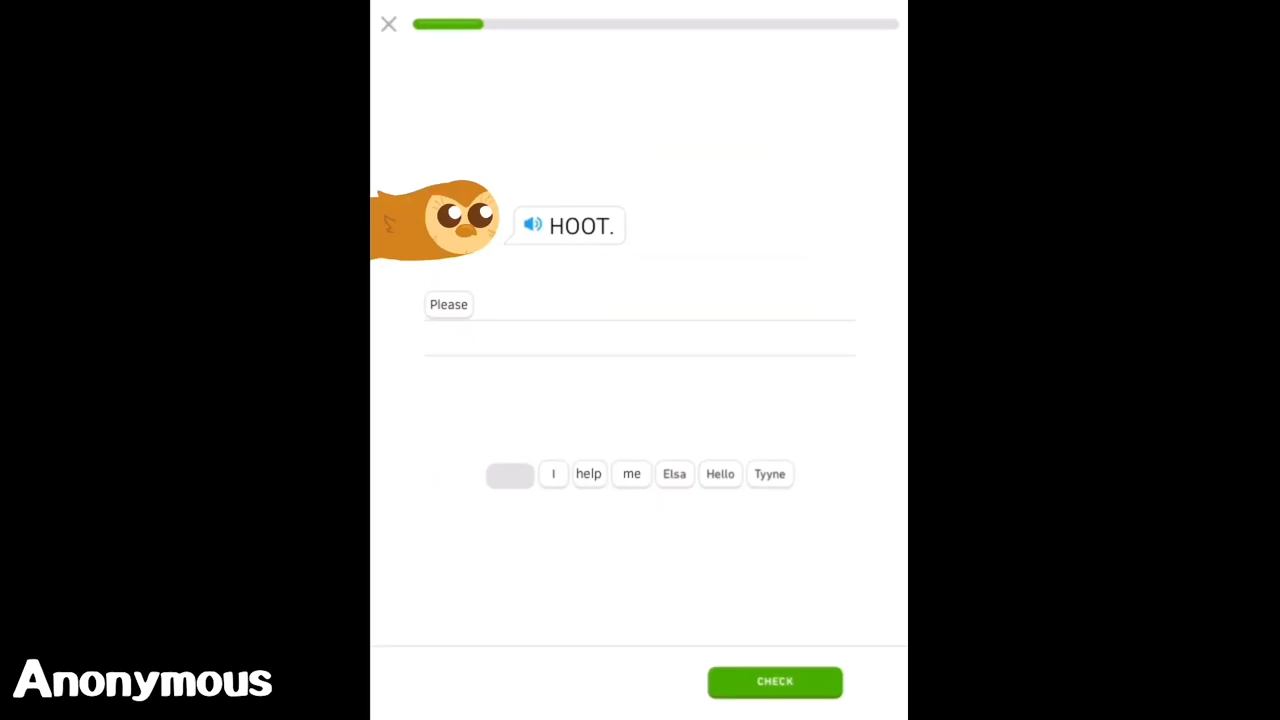 HOOT.
Please
I help me Elsa Hello Tyyne
CHECK
Anonymous